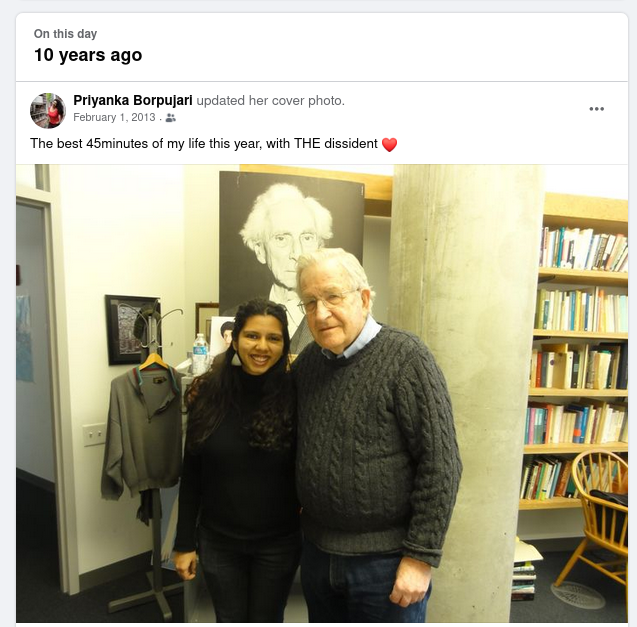 On this day
10 years ago
Priyanka Borpujari updated her cover photo.
February 1, 2013 ·
The best 45minutes of my life this year, with THE dissident ❤️